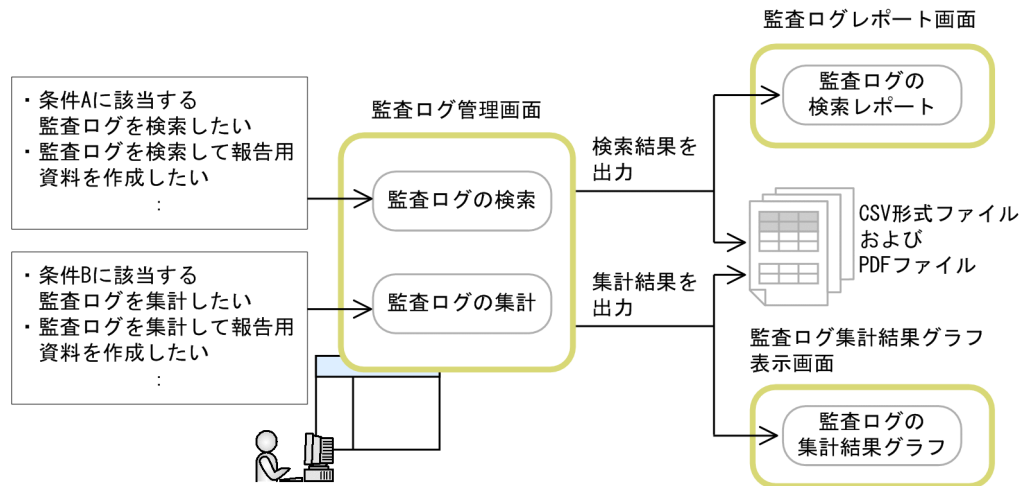 監査ログレポート画面
監査ログの
検索レポート
・条件Aに該当する
監査ログを検索したい
・監査ログを検索して報告用
資料を作成したい
：
監査ログ管理画面
監査ログの検索
検索結果を
出力
CSV形式ファイル
および
PDFファイル
・条件Bに該当する
監査ログを集計したい
・監査ログを集計して報告用
資料を作成したい
：
監査ログの集計
集計結果を
出力
監査ログ集計結果グラフ
表示画面
監査ログの
集計結果グラフ